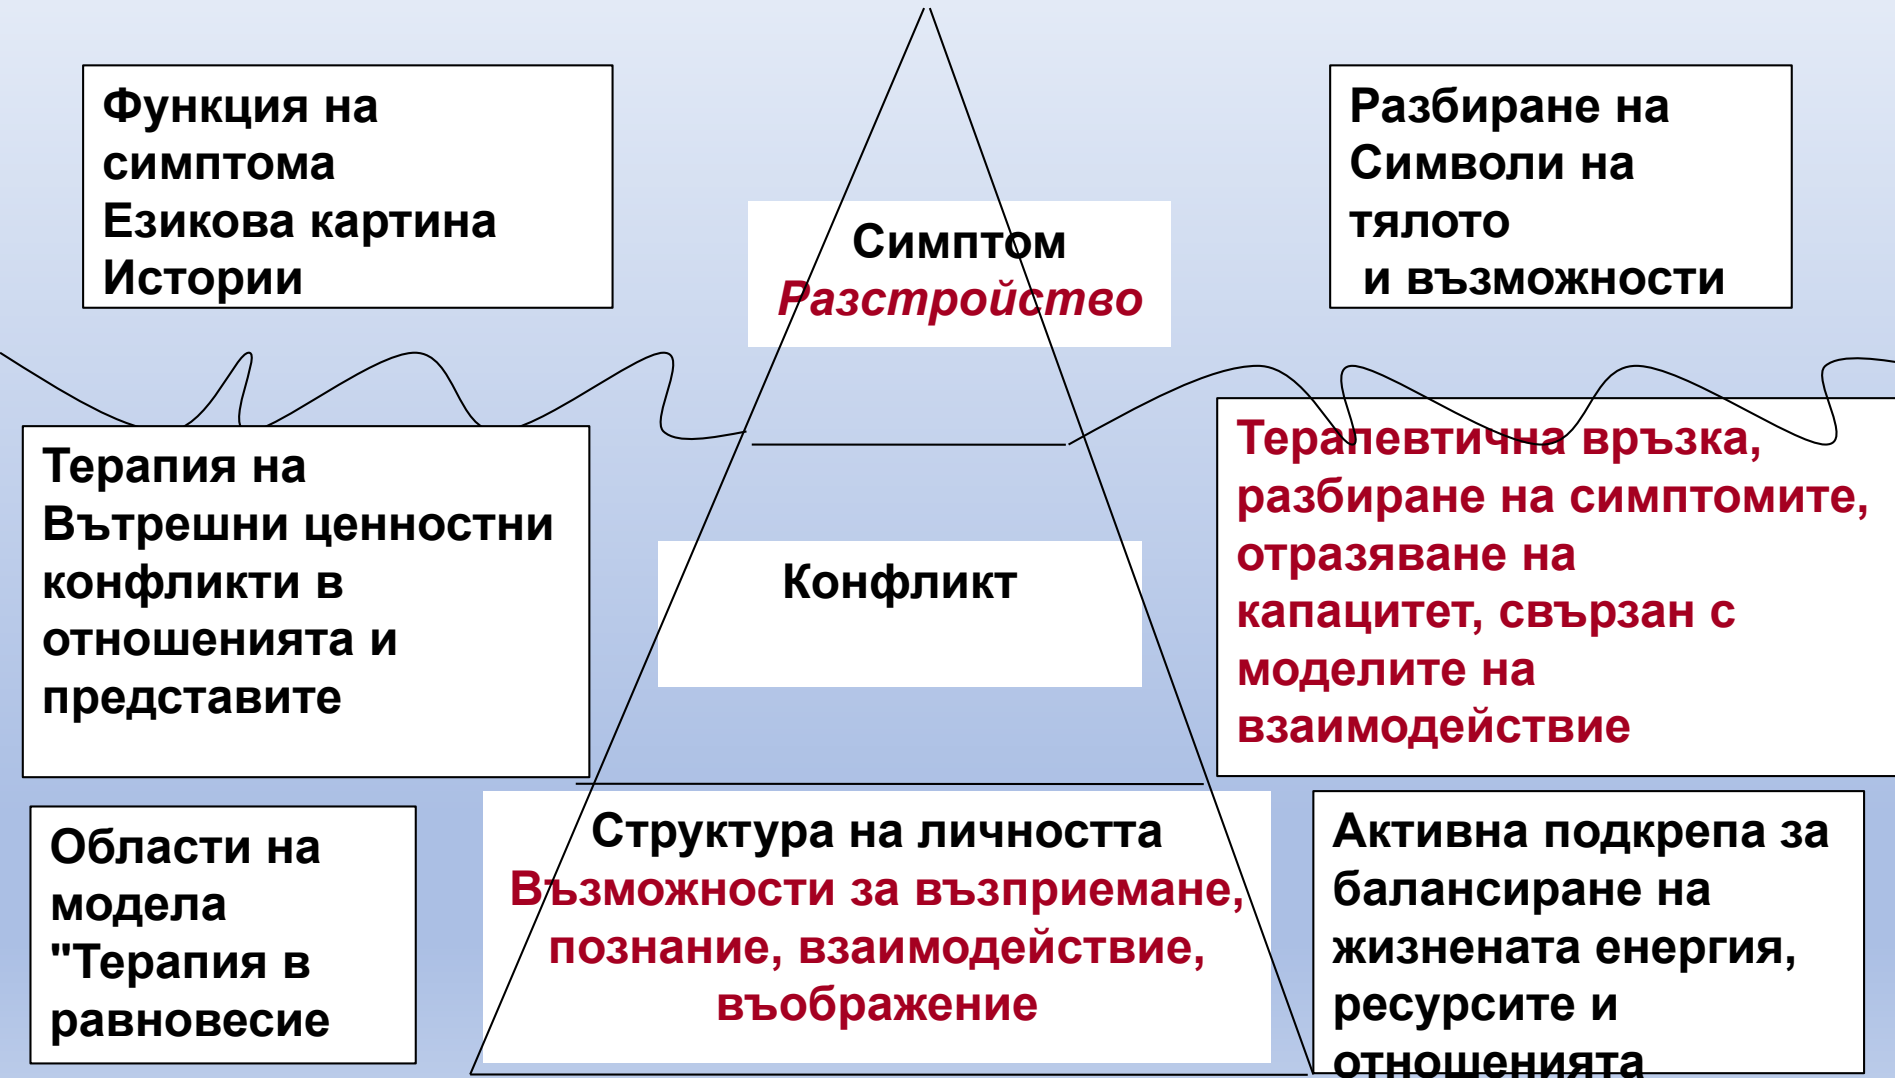 Функция на
симптома
Езикова картина
Истории
Симптом
Разстройство
Разбиране на
Символи на
тялото
и възможности
Терапия на
Вътрешни ценностни
конфликти в
отношенията и
представите
Конфликт
Терапевтична връзка,
разбиране на симптомите,
отразяване на
капацитет, свързан с
моделите на
взаимодействие
Области на
модела
"Терапия в
равновесие
Структура на личността
Възможности за възприемане,
познание, взаимодействие,
въображение
Активна подкрепа за
балансиране на
жизнената енергия,
ресурсите и
отношенията